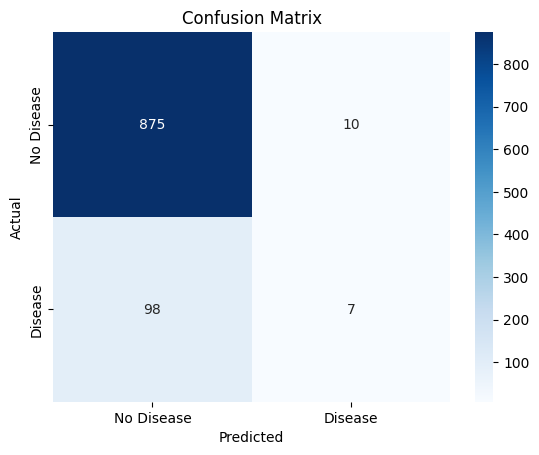 Confusion Matrix
No Disease
Disease
Actual
875
10
98
7
No Disease
Disease
Predicted
800
700
600
500
400
300
200
100